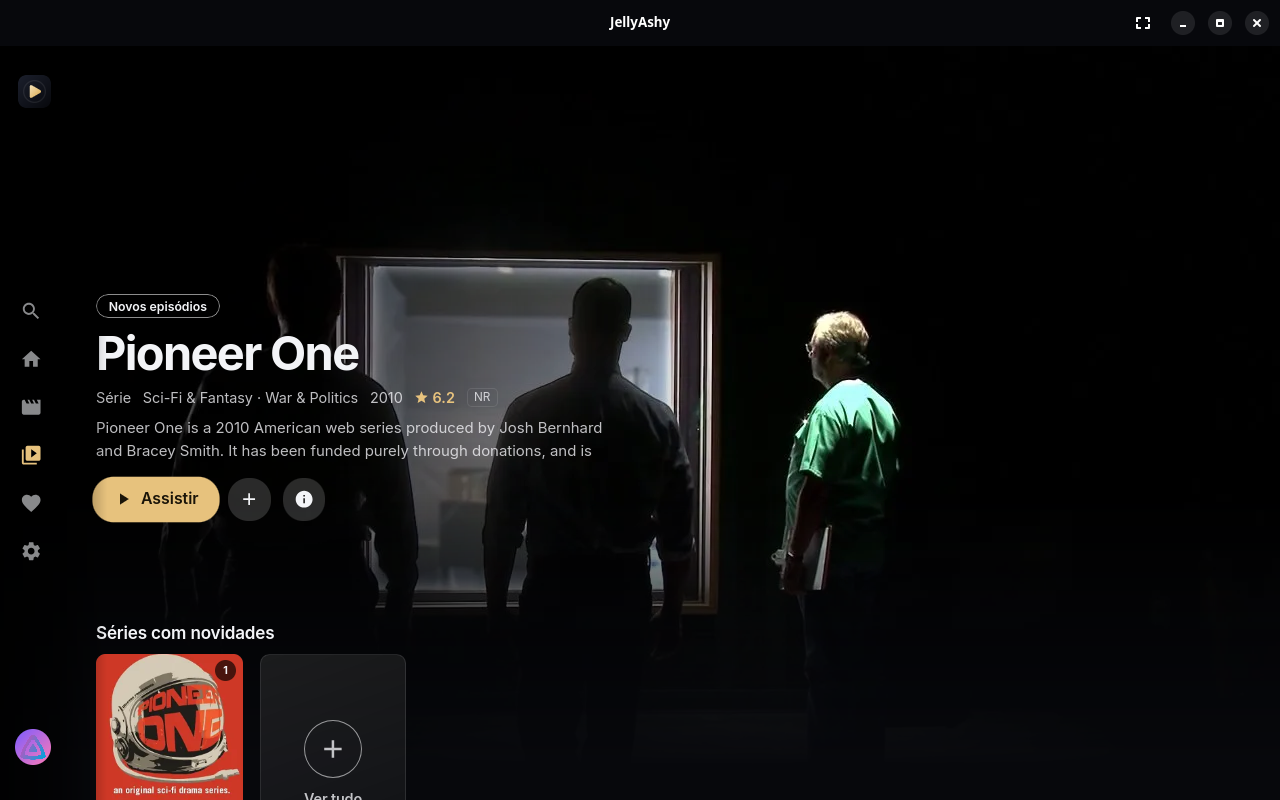 JellyAshy
Novos episódios
Pioneer One
Série Sci-Fi & Fantasy · War & Politics 2010 6.2 NR
Pioneer One is a 2010 American web series produced by Josh Bernhard
and Bracey Smith. It has been funded purely through donations, and is
Assistir
Séries com novidades
1
PIONEER
ONE
an original sci-fi drama series.
Ver tudo